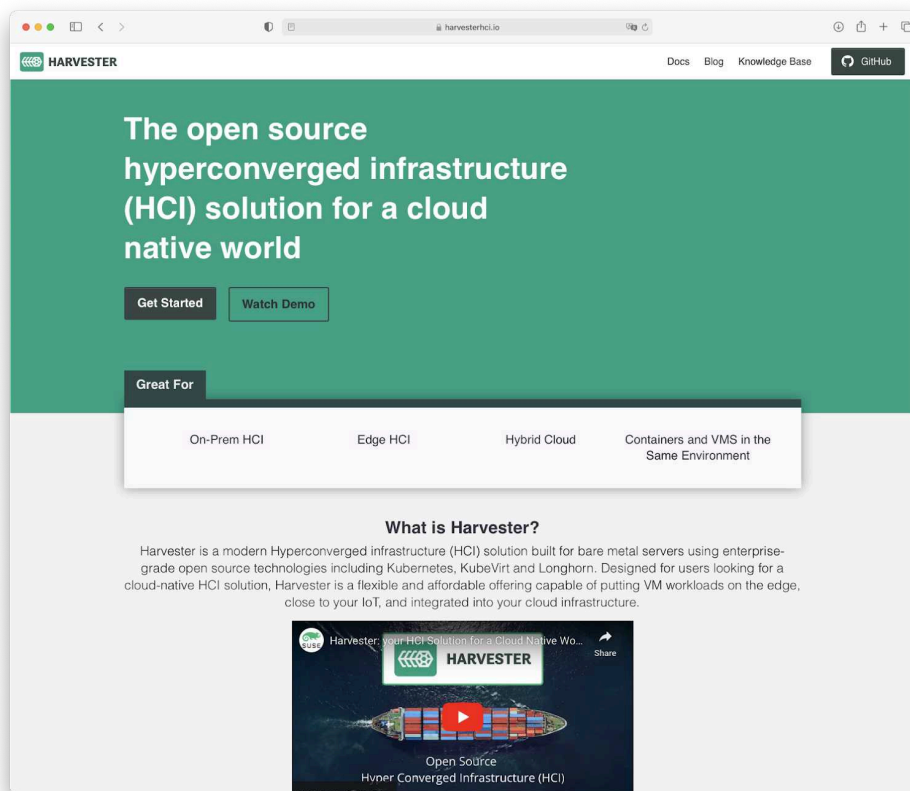 harvesterhci.io
HARVESTER
Docs Blog Knowledge Base GitHub
The open source
hyperconverged infrastructure
(HCI) solution for a cloud
native world
Get Started Watch Demo
Great For
On-Prem HCI Edge HCI Hybrid Cloud Containers and VMS in the
Same Environment
What is Harvester?
Harvester is a modern Hyperconverged infrastructure (HCI) solution built for bare metal servers using enterprise-
grade open source technologies including Kubernetes, KubeVirt and Longhorn. Designed for users looking for a
cloud-native HCI solution, Harvester is a flexible and affordable offering capable of putting VM workloads on the edge,
close to your IoT, and integrated into your cloud infrastructure.
SUSE
Harvester: your HCI Solution for a Cloud Native Wo...
Share
HARVESTER
Open Source
Hyper Converged Infrastructure (HCI)